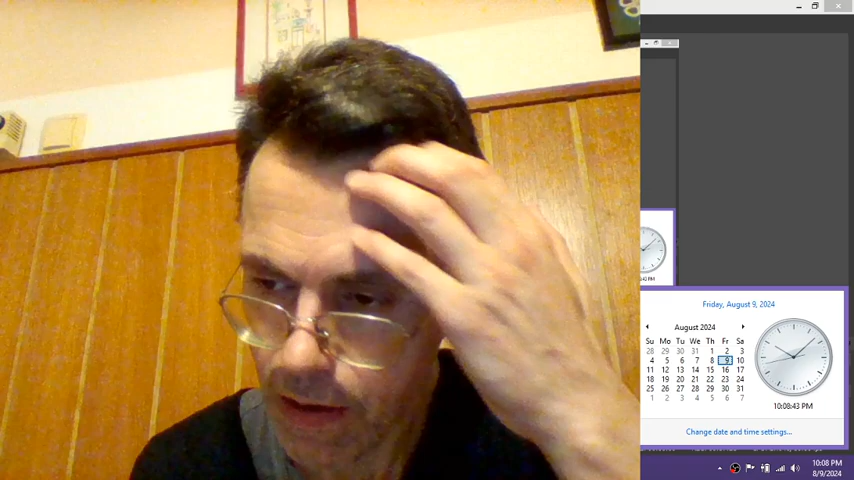 Friday, August 9, 2024
August 2024
Su Mo Tu We Th Fr Sa
28 29 30 31 1 2 3
4 5 6 7 8 9 10
11 12 13 14 15 16 17
18 19 20 21 22 23 24
25 26 27 28 29 30 31
1 2 3 4 5 6 7
10:08:43 PM
Change date and time settings...
10:08 PM
8/9/2024